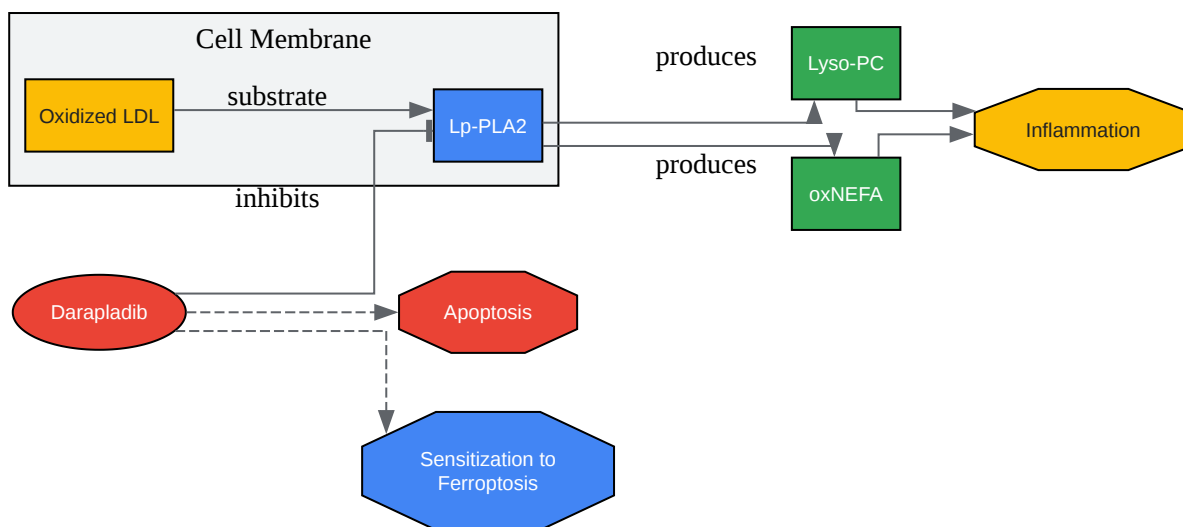 Cell Membrane
Oxidized LDL
substrate
Lp-PLA2
inhibits
produces
produces
Lyso-PC
oxNEFA
Inflammation
Darapladib
Apoptosis
Sensitization to
Ferroptosis